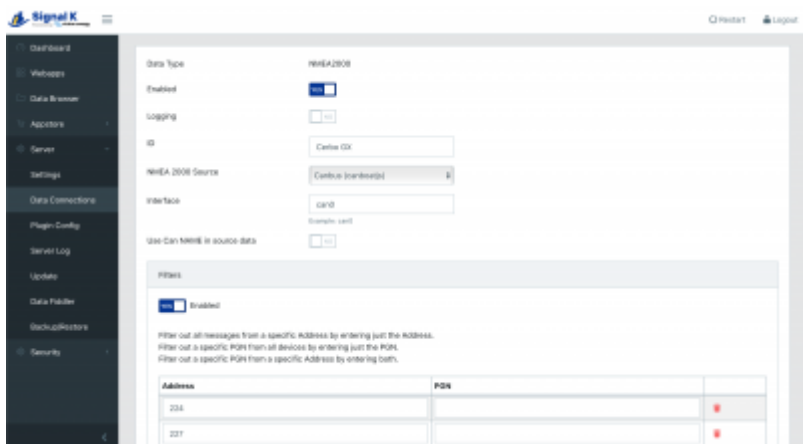 Signal K
Restart
Logout
Dashboard
Webapps
Data Browser
Appstore
Server
Settings
Data Connections
Plugin Config
Server Log
Update
Data Fiddler
Backup/Restore
Security
Data Type NMEA2000
Enabled YES
Logging NO
ID Cerbo GX
NMEA 2000 Source Canbus (canboatjs)
Interface can0
Example: can0
Use Can NAME in source data NO
Filters
YES Enabled
Filter out all messages from a specific Address by entering just the Address.
Filter out a specific PGN from all devices by entering just the PGN.
Filter out a specific PGN from a specific Address by entering both.
Address PGN
224
227